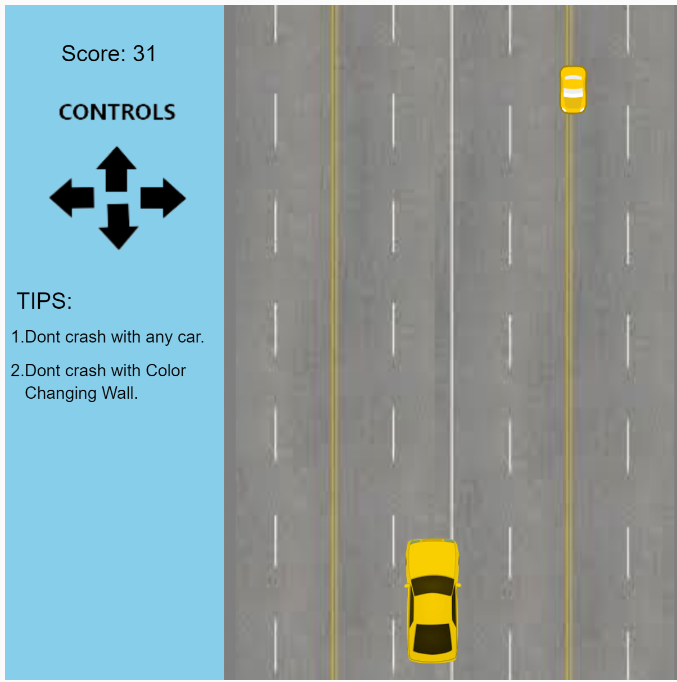 Score: 31
CONTROLS
TIPS:
1.Dont crash with any car.
2.Dont crash with Color
Changing Wall.